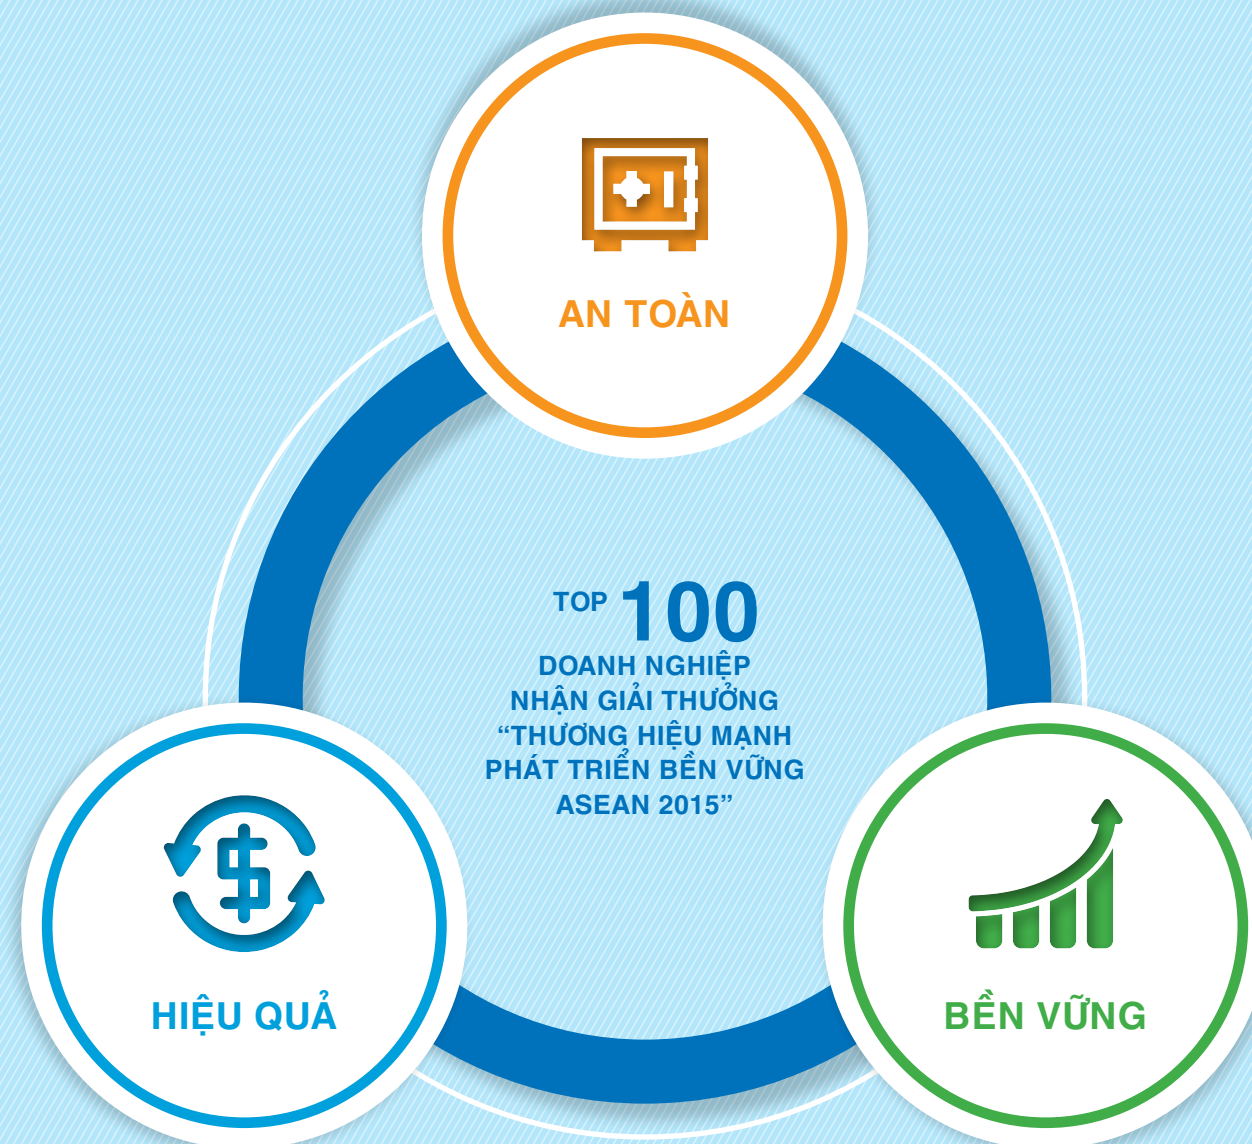 AN TOÀN
TOP 100
DOANH NGHIỆP
NHẬN GIẢI THƯỞNG
“THƯƠNG HIỆU MẠNH
PHÁT TRIỂN BỀN VỮNG
ASEAN 2015”
HIỆU QUẢ
BỀN VỮNG